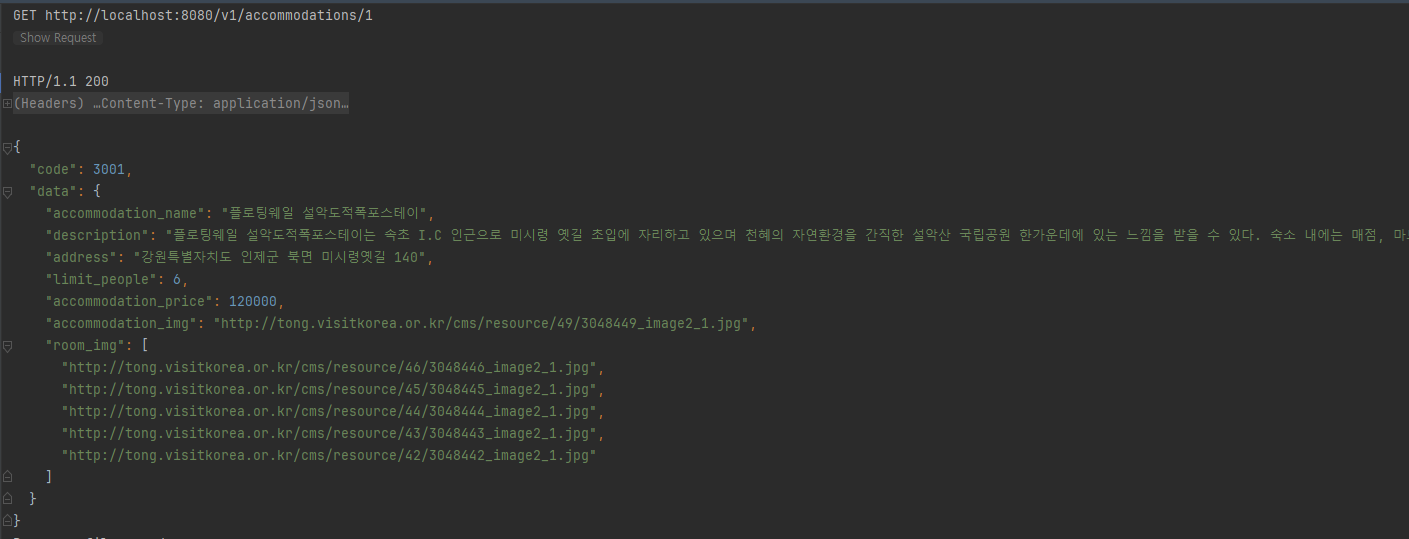 GET http://localhost:8080/v1/accommodations/1
Show Request
HTTP/1.1 200
(Headers) …Content-Type: application/json…
{
"code": 3001,
"data": {
"accommodation_name": "플로팅웨일 설악도적폭포스테이",
"description": "플로팅웨일 설악도적폭포스테이는 속초 I.C 인근으로 미시령 옛길 초입에 자리하고 있으며 천혜의 자연환경을 간직한 설악산 국립공원 한가운데에 있는 느낌을 받을 수 있다. 숙소 내에는 매점,
"address": "강원특별자치도 인제군 북면 미시령옛길 140",
"limit_people": 6,
"accommodation_price": 120000,
"accommodation_img": "http://tong.visitkorea.or.kr/cms/resource/49/3048449_image2_1.jpg",
"room_img": [
"http://tong.visitkorea.or.kr/cms/resource/46/3048446_image2_1.jpg",
"http://tong.visitkorea.or.kr/cms/resource/45/3048445_image2_1.jpg",
"http://tong.visitkorea.or.kr/cms/resource/44/3048444_image2_1.jpg",
"http://tong.visitkorea.or.kr/cms/resource/43/3048443_image2_1.jpg",
"http://tong.visitkorea.or.kr/cms/resource/42/3048442_image2_1.jpg"
]
}
}